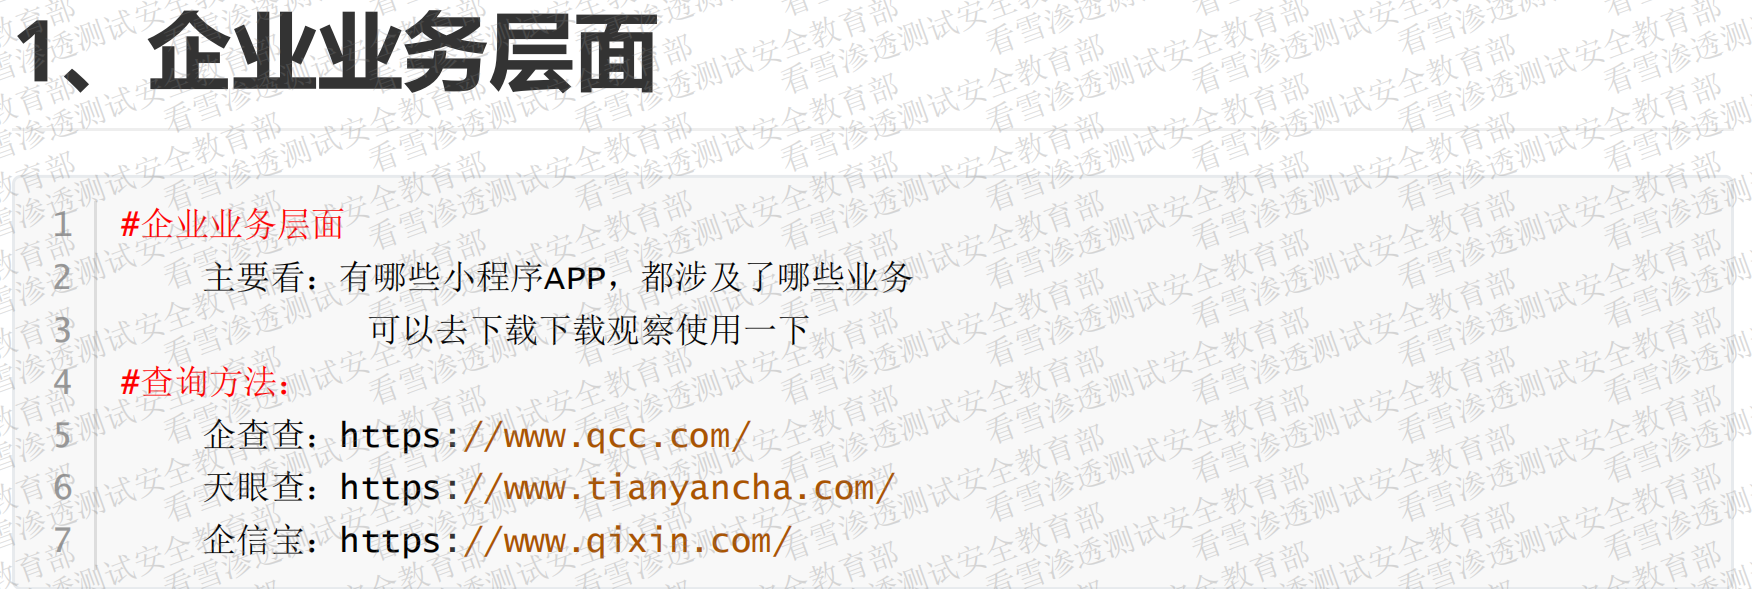 1、企业业务层面
1 #企业业务层面
2 主要看：有哪些小程序APP，都涉及了哪些业务
3 可以去下载下载观察使用一下
4 #查询方法：
5 企查查：https://www.qcc.com/
6 天眼查：https://www.tianyancha.com/
7 企信宝：https://www.qixin.com/
看雪渗透测试安全教育部